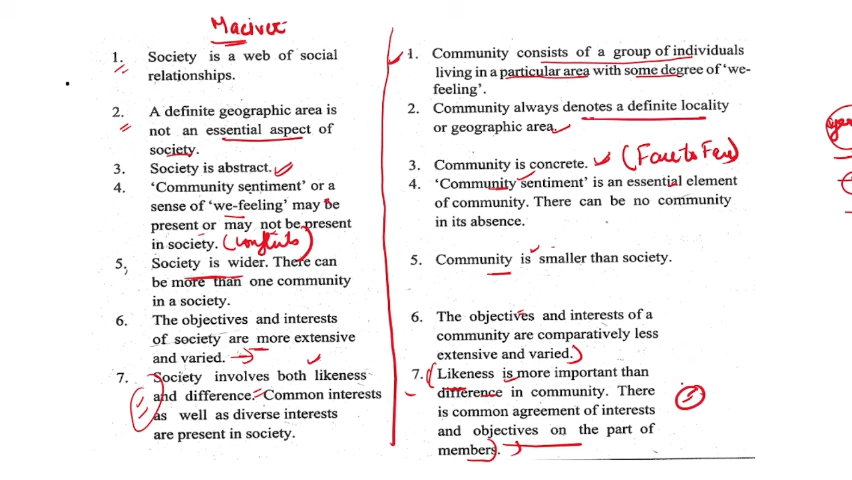 Maciver
1. Society is a web of social
relationships.
2. A definite geographic area is
not an essential aspect of
society.
3. Society is abstract.
4. 'Community sentiment' or a
sense of 'we-feeling' may be
present or may not be present
in society. (conflicts)
5, Society is wider. There can
be more than one community
in a society.
6. The objectives and interests
of society are more extensive
and varied.
7. Society involves both likeness
and difference. Common interests
as well as diverse interests
are present in society.
1. Community consists of a group of individuals
living in a particular area with some degree of 'we-
feeling'.
2. Community always denotes a definite locality
or geographic area.
3. Community is concrete. (Face to Face)
4. 'Community sentiment' is an essential element
of community. There can be no community
in its absence.
5. Community is smaller than society.
6. The objectives and interests of a
community are comparatively less
extensive and varied.
7. Likeness is more important than
difference in community. There
is common agreement of interests
and objectives on the part of
members.